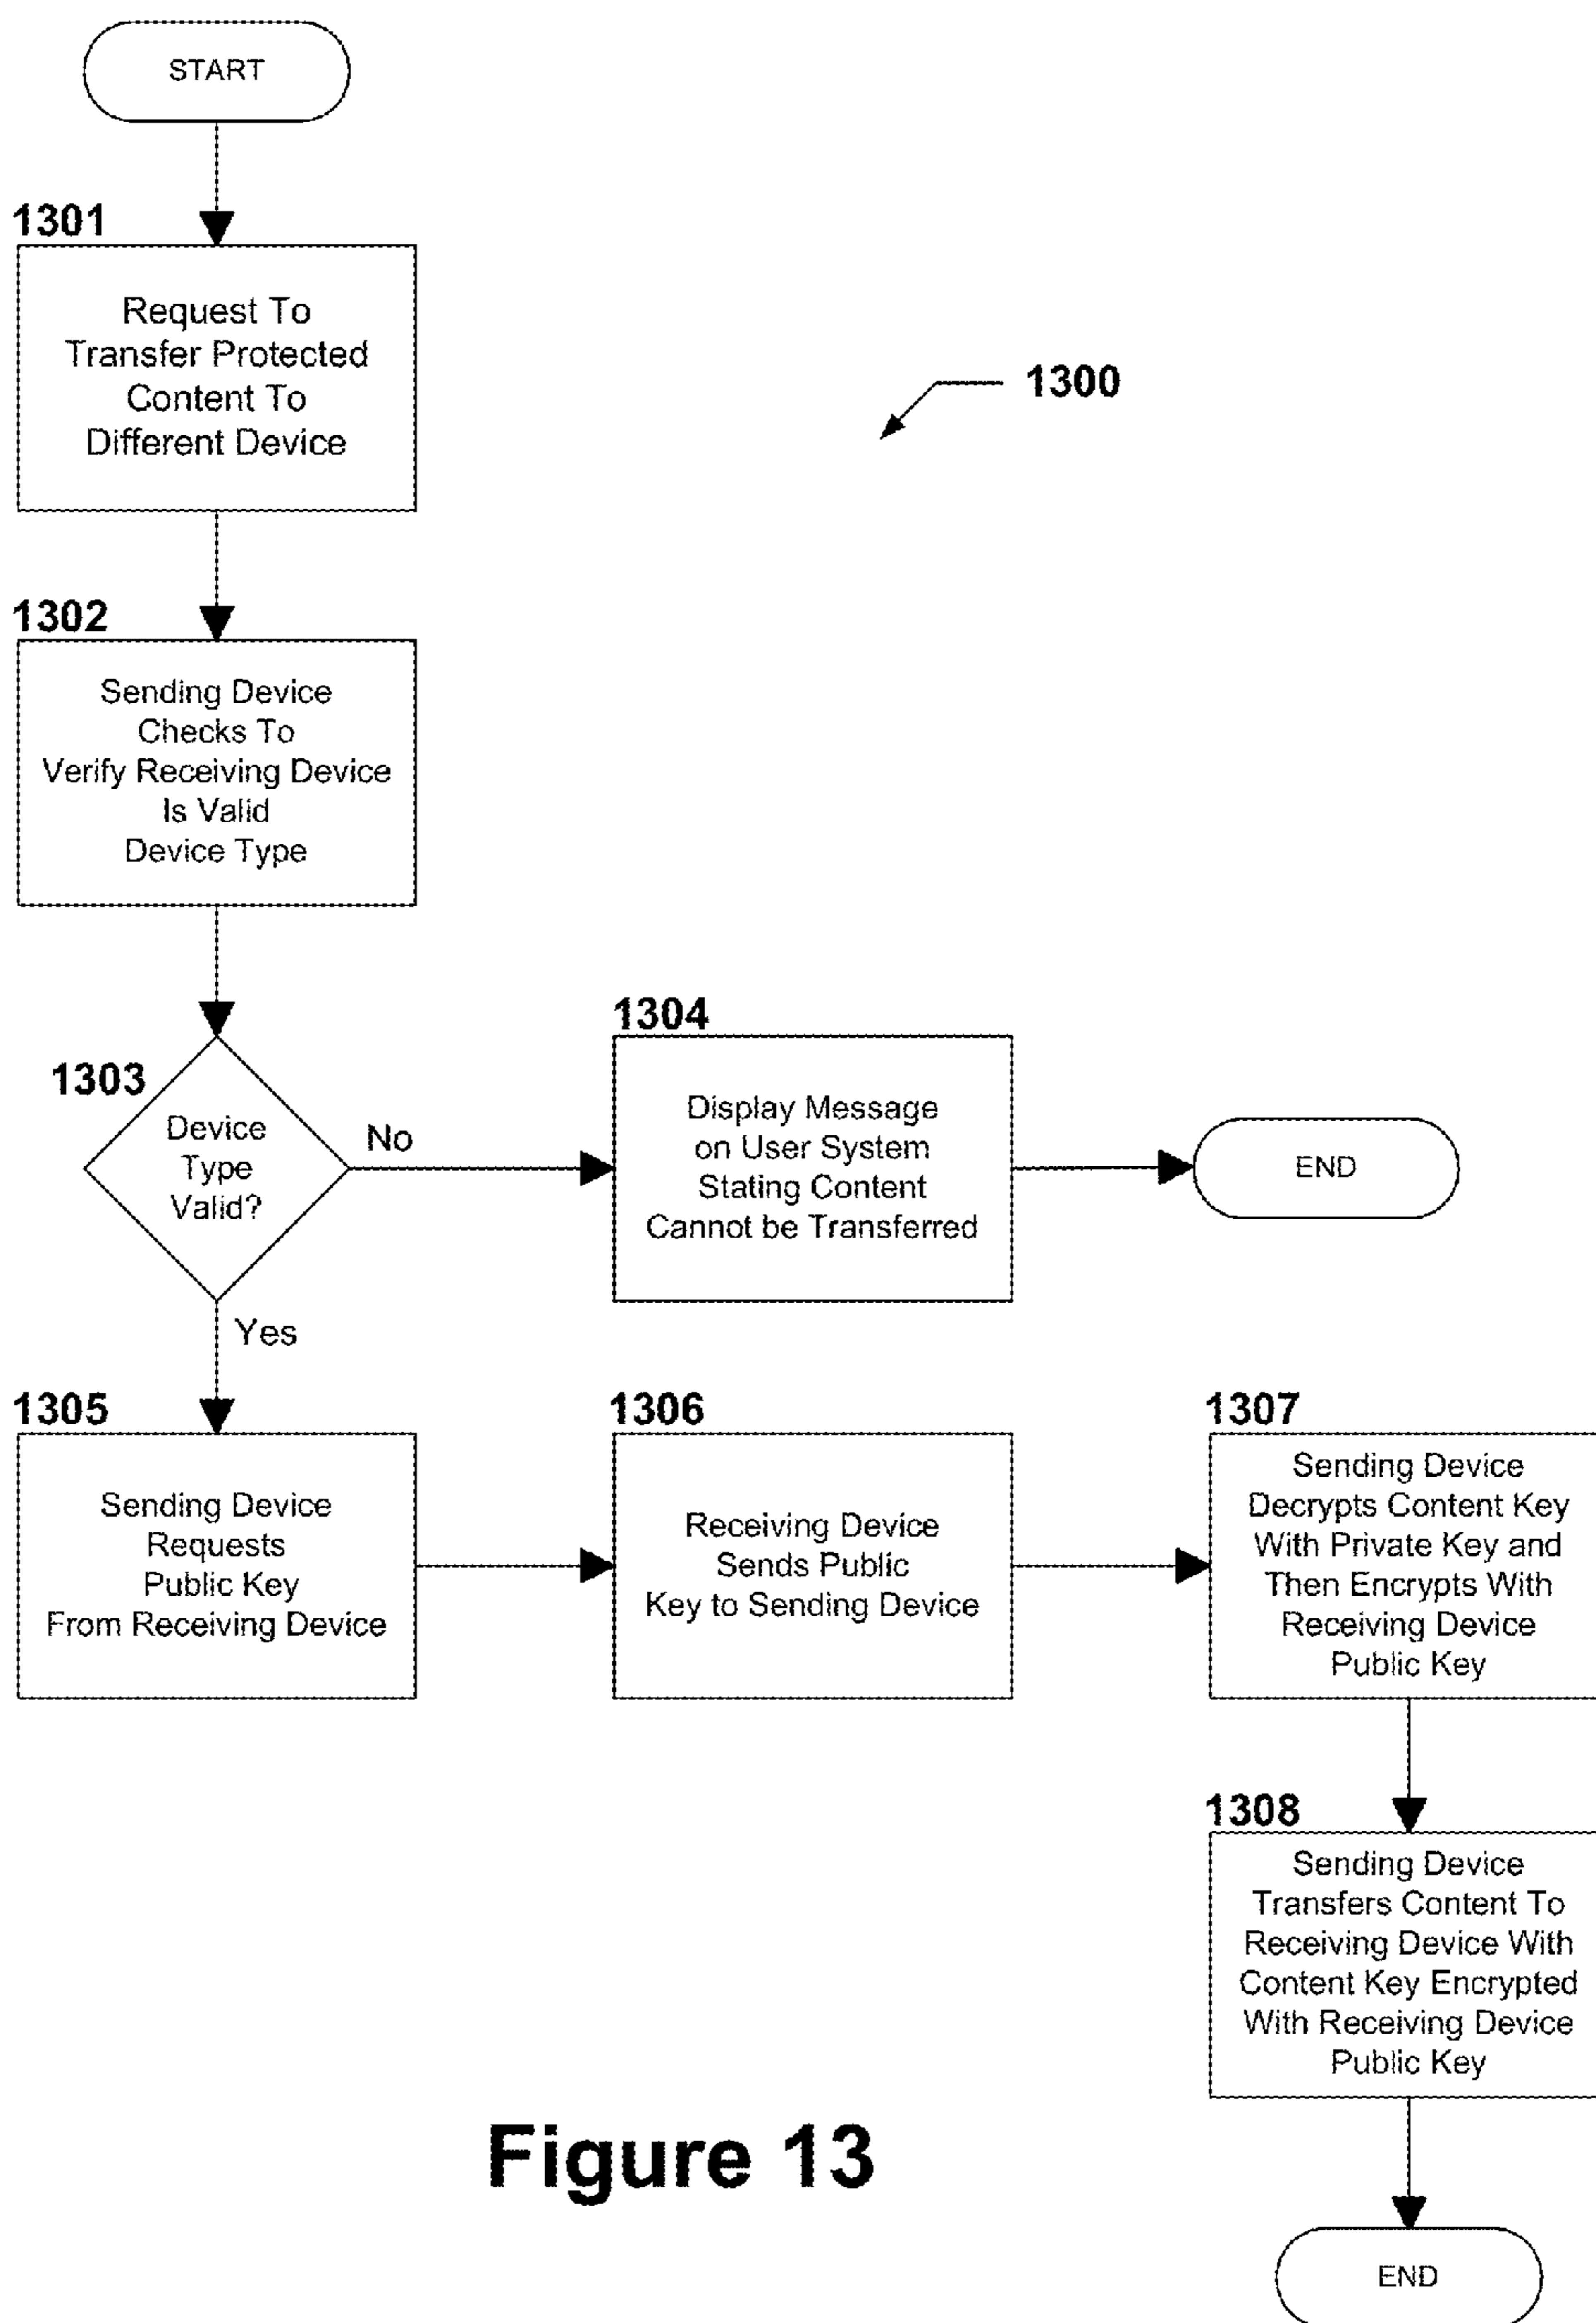 START
1301
Request To
Transfer Protected
Content To
Different Device
1300
1302
Sending Device
Checks To
Verify Receiving Device
Is Valid
Device Type
1303
Device
Type
Valid?
No
1304
Display Message
on User System
Stating Content
Cannot be Transferred
END
Yes
1305
Sending Device
Requests
Public Key
From Receiving Device
1306
Receiving Device
Sends Public
Key to Sending Device
1307
Sending Device
Decrypts Content Key
With Private Key and
Then Encrypts With
Receiving Device
Public Key
1308
Sending Device
Transfers Content To
Receiving Device With
Content Key Encrypted
With Receiving Device
Public Key
Figure 13
END